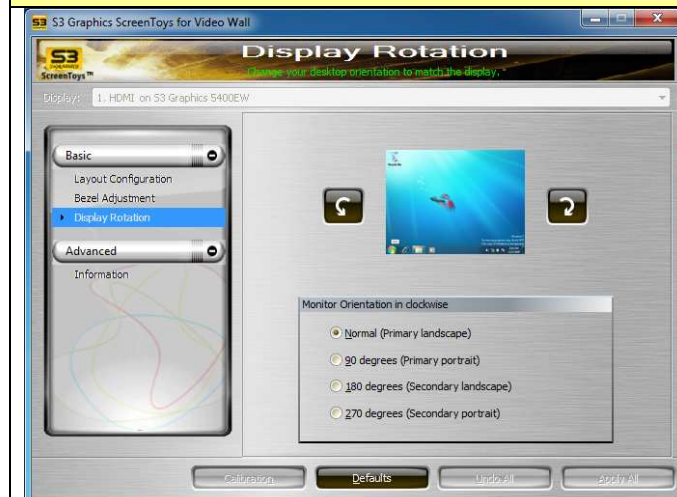 S3 Graphics ScreenToys for Video Wall
S3
ScreenToys™
Display Rotation
Change your desktop orientation to match the display.
Display: 1. HDMI on S3 Graphics 5400EW
Basic
Layout Configuration
Bezel Adjustment
Display Rotation
Advanced
Information
Monitor Orientation in clockwise
Normal (Primary landscape)
90 degrees (Primary portrait)
180 degrees (Secondary landscape)
270 degrees (Secondary portrait)
Calibration
Defaults
Undo All
Apply All